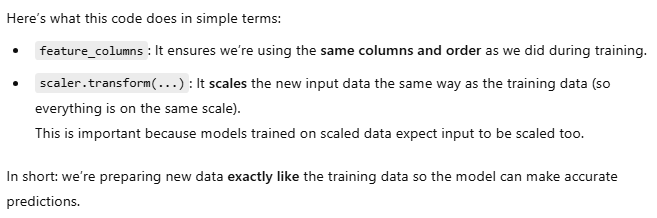 Here's what this code does in simple terms:
• feature_columns : It ensures we're using the same columns and order as we did during training.
• scaler.transform(...) : It scales the new input data the same way as the training data (so
everything is on the same scale).
This is important because models trained on scaled data expect input to be scaled too.
In short: we're preparing new data exactly like the training data so the model can make accurate
predictions.